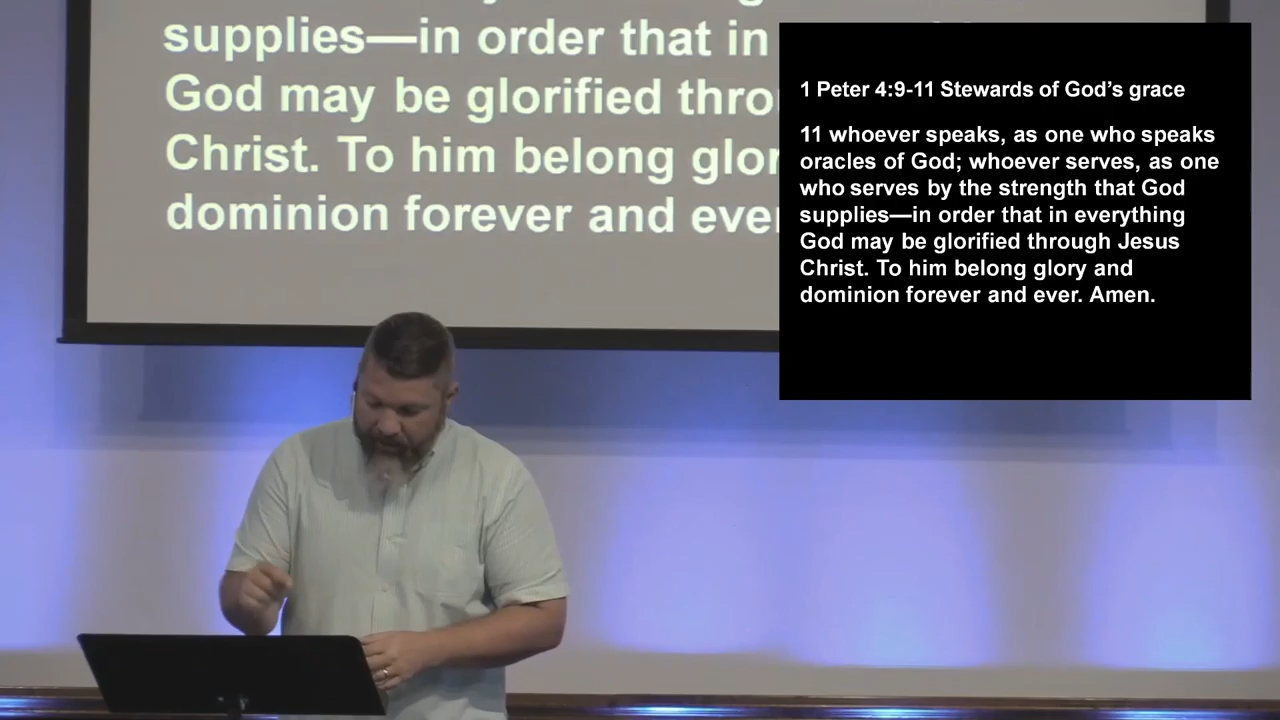 supplies—in order that in
God may be glorified thro
Christ. To him belong glor
dominion forever and ever
1 Peter 4:9-11 Stewards of God’s grace
11 whoever speaks, as one who speaks
oracles of God; whoever serves, as one
who serves by the strength that God
supplies—in order that in everything
God may be glorified through Jesus
Christ. To him belong glory and
dominion forever and ever. Amen.